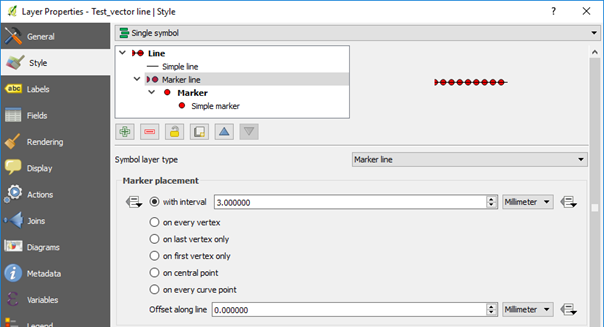 Layer Properties - Test_vector line | Style
? ×
General
Style
abc Labels
Fields
Rendering
Display
Actions
Joins
Diagrams
Metadata
Variables
Legend
Single symbol
Line
Simple line
Marker line
Marker
Simple marker
Symbol layer type Marker line
Marker placement
with interval 3.000000 Millimeter
on every vertex
on last vertex only
on first vertex only
on central point
on every curve point
Offset along line 0.000000 Millimeter